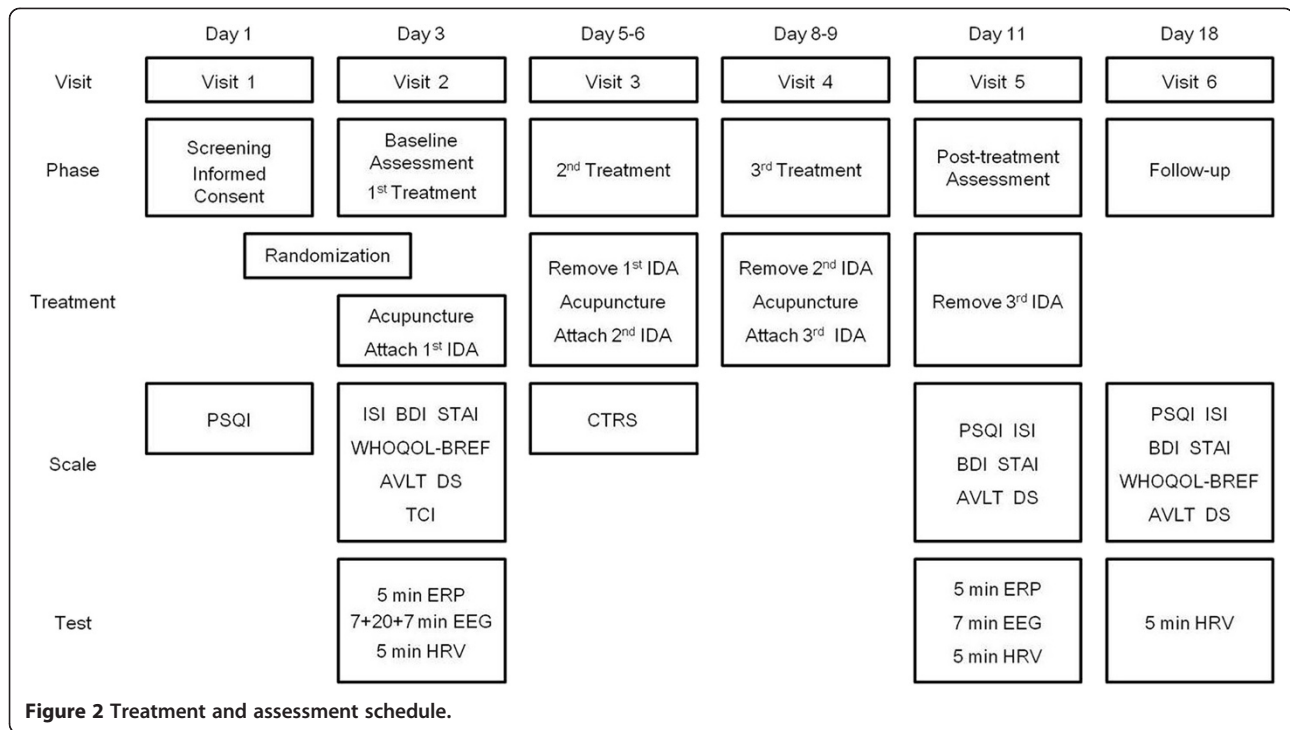 Day 1 Day 3 Day 5-6 Day 8-9 Day 11 Day 18
Visit Visit 1 Visit 2 Visit 3 Visit 4 Visit 5 Visit 6
Phase
Screening
Informed
Consent
Baseline
Assessment
1st Treatment
2nd Treatment
3rd Treatment
Post-treatment
Assessment
Follow-up
Treatment
Randomization
Acupuncture
Attach 1st IDA
Remove 1st IDA
Acupuncture
Attach 2nd IDA
Remove 2nd IDA
Acupuncture
Attach 3rd IDA
Remove 3rd IDA
Scale
PSQI
ISI BDI STAI
WHOQOL-BREF
AVLT DS
TCI
CTRS
PSQI ISI
BDI STAI
AVLT DS
PSQI ISI
BDI STAI
WHOQOL-BREF
AVLT DS
Test
5 min ERP
7+20+7 min EEG
5 min HRV
5 min ERP
7 min EEG
5 min HRV
5 min HRV
Figure 2 Treatment and assessment schedule.